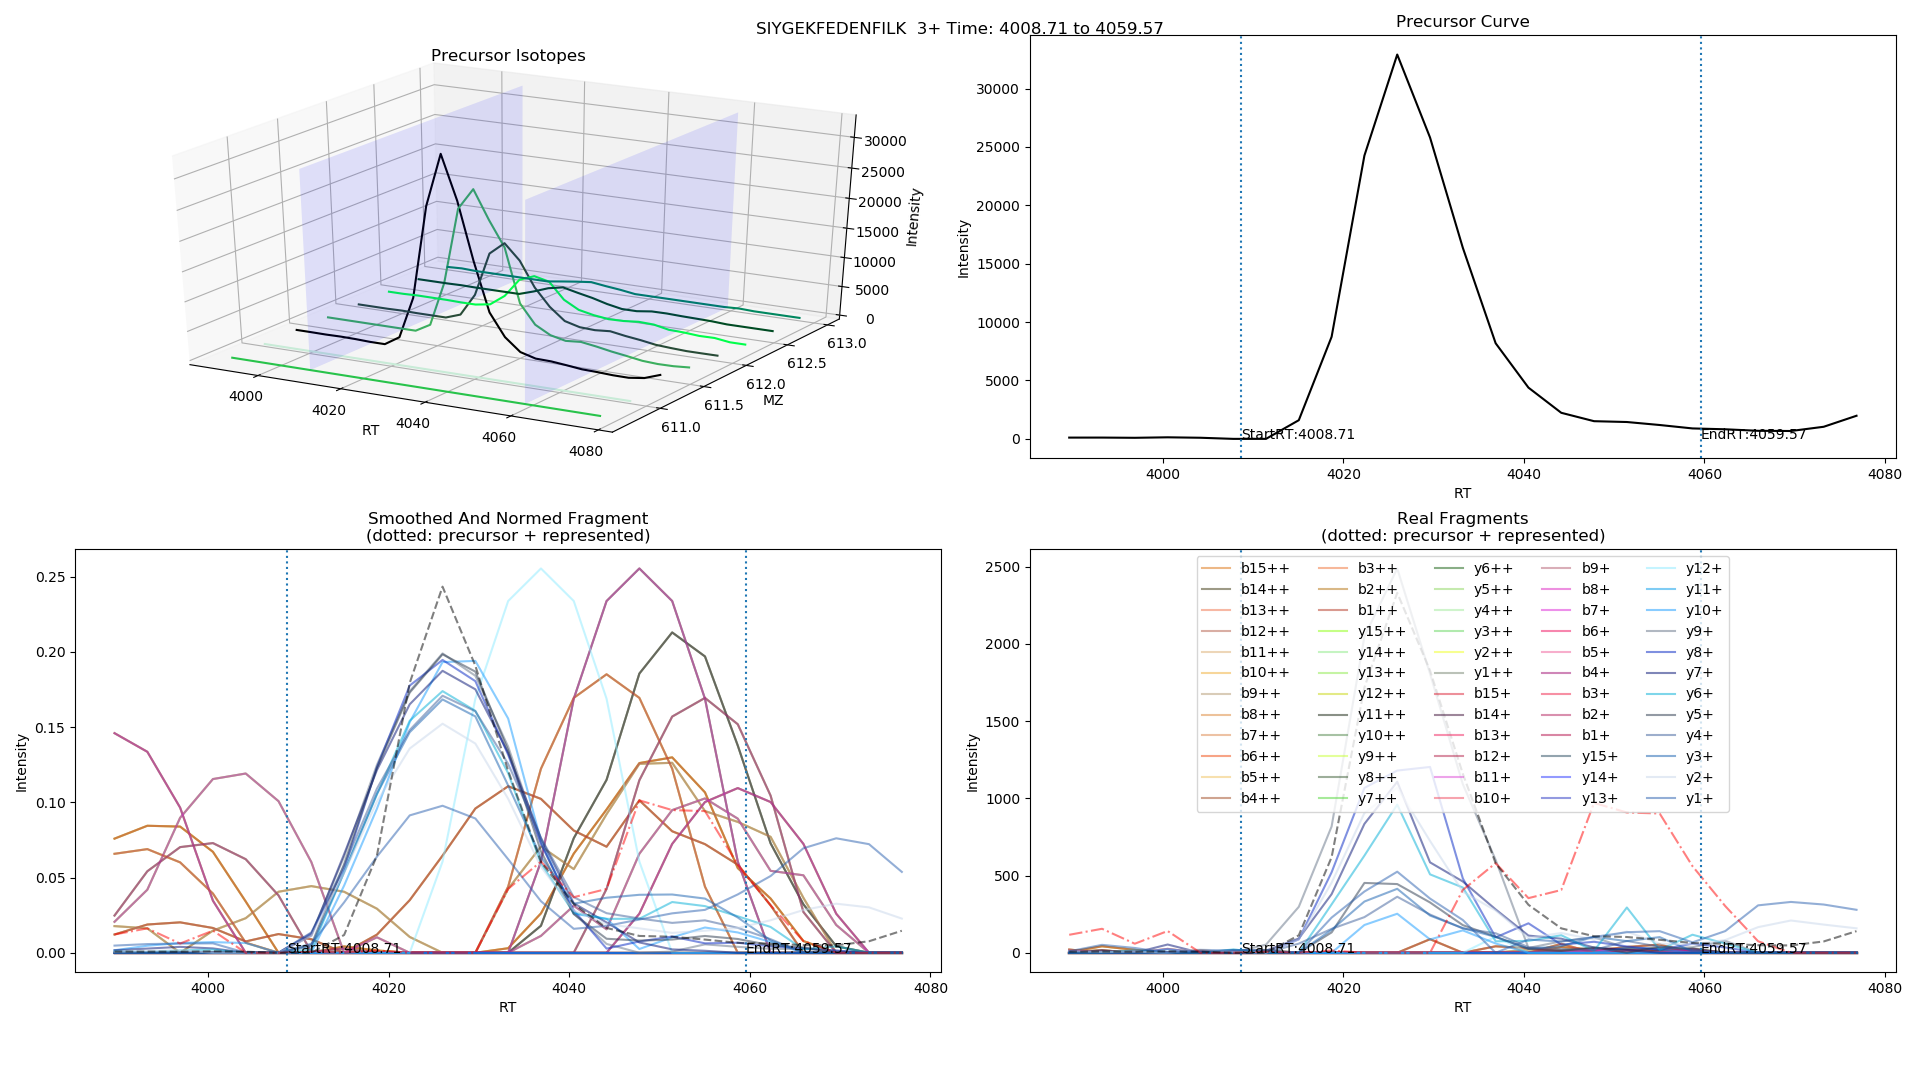 SIYGEKFEDENFILK 3+ Time: 4008.71 to 4059.57
Precursor Isotopes
30000
25000
20000
15000
10000
5000
0
Intensity
613.0
612.5
612.0
611.5
611.0
MZ
4000
4020
4040
4060
4080
RT
Precursor Curve
30000
25000
20000
15000
10000
5000
0
Intensity
StartRT:4008.71
EndRT:4059.57
4000
4020
4040
4060
4080
RT
Smoothed And Normed Fragment
(dotted: precursor + represented)
0.25
0.20
0.15
0.10
0.05
0.00
Intensity
StartRT:4008.71
EndRT:4059.57
4000
4020
4040
4060
4080
RT
Real Fragments
(dotted: precursor + represented)
2500
2000
1500
1000
500
0
Intensity
b15++
b14++
b13++
b12++
b11++
b10++
b9++
b8++
b7++
b6++
b5++
b4++
b3++
b2++
b1++
y15++
y14++
y13++
y12++
y11++
y10++
y9++
y8++
y7++
y6++
y5++
y4++
y3++
y2++
y1++
b15+
b14+
b13+
b12+
b11+
b10+
b9+
b8+
b7+
b6+
b5+
b4+
b3+
b2+
b1+
y15+
y14+
y13+
y12+
y11+
y10+
y9+
y8+
y7+
y6+
y5+
y4+
y3+
y2+
y1+
StartRT:4008.71
EndRT:4059.57
4000
4020
4040
4060
4080
RT